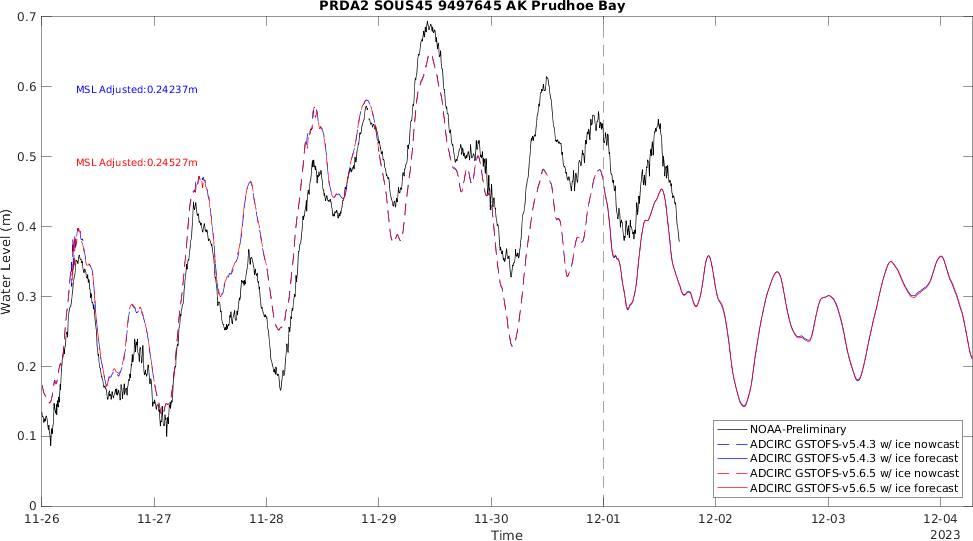 PRDA2 SOUS45 9497645 AK Prudhoe Bay
0.7
0.6
0.5
0.4
0.3
0.2
0.1
0
Water Level (m)
MSL Adjusted:0.24237m
MSL Adjusted:0.24527m
NOAA-Preliminary
ADCIRC GSTOFS-v5.4.3 w/ ice nowcast
ADCIRC GSTOFS-v5.4.3 w/ ice forecast
ADCIRC GSTOFS-v5.6.5 w/ ice nowcast
ADCIRC GSTOFS-v5.6.5 w/ ice forecast
11-26 11-27 11-28 11-29 11-30 12-01 12-02 12-03 12-04
Time
2023